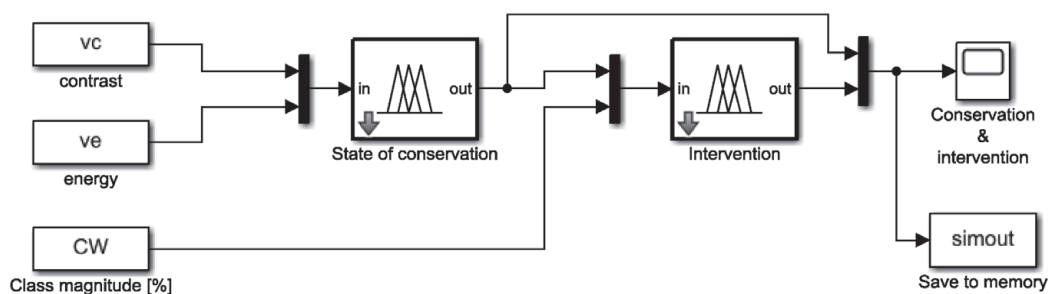 vc
contrast
ve
energy
CW
Class magnitude [%]
in
out
State of conservation
in
out
Intervention
Conservation
&
intervention
simout
Save to memory